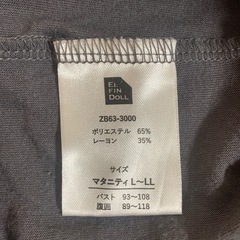 EL
FIN
DOLL
ZB63-3000
ポリエステル 65%
レーヨン 35%
サイズ
マタニティ L～LL
バスト 93～108
腹囲 89～118